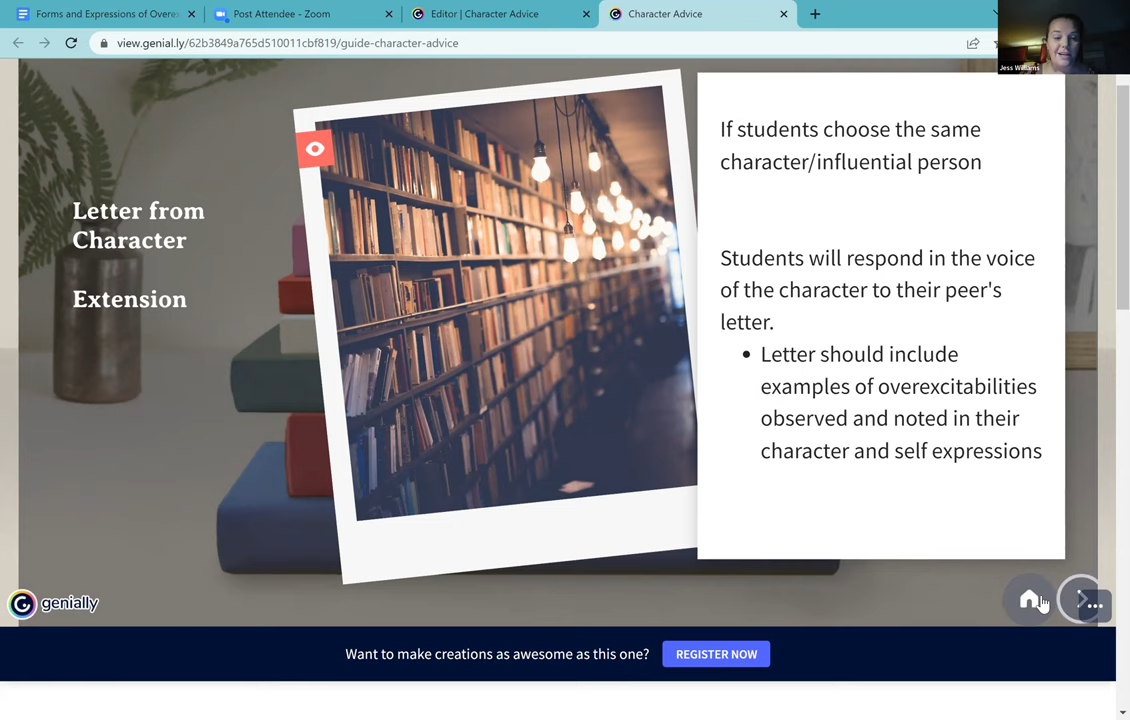 Forms and Expressions of Overex
Post Attendee - Zoom
Editor | Character Advice
Character Advice
view.genial.ly/62b3849a765d510011cbf819/guide-character-advice
Jess Williams
Letter from
Character
Extension
If students choose the same
character/influential person
Students will respond in the voice
of the character to their peer's
letter.
• Letter should include
examples of overexcitabilities
observed and noted in their
character and self expressions
genially
Want to make creations as awesome as this one?
REGISTER NOW